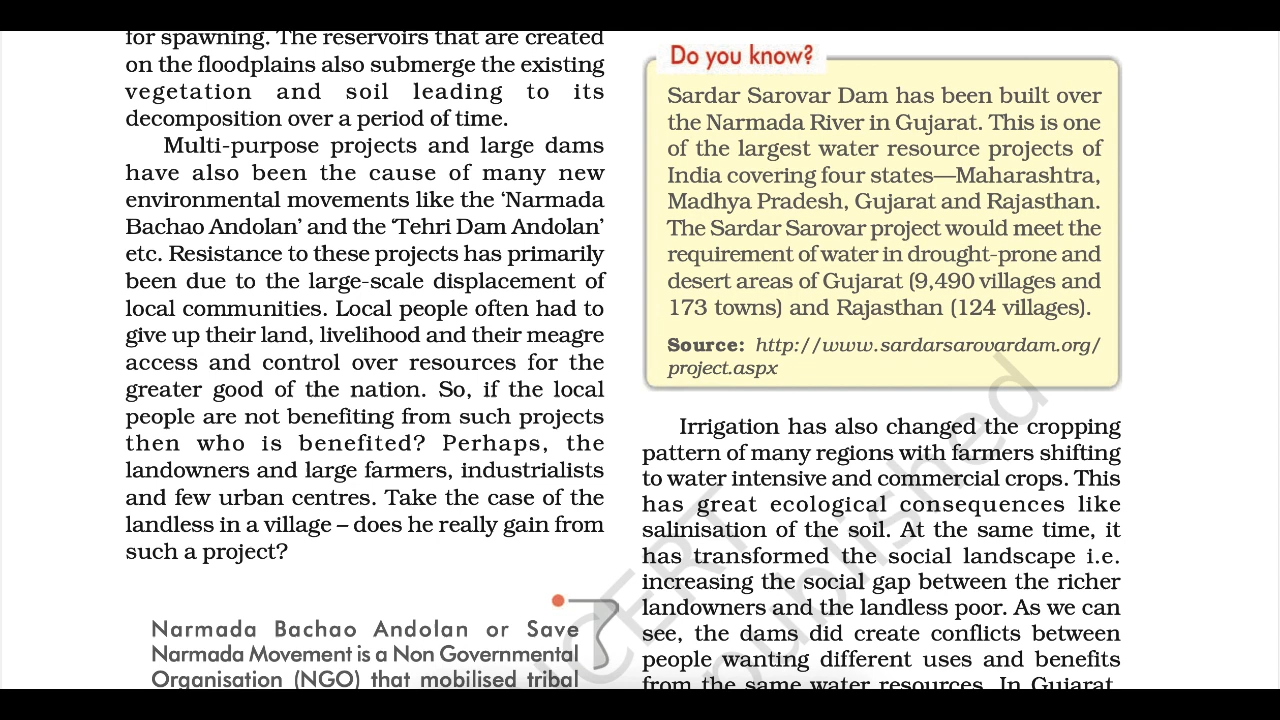 for spawning. The reservoirs that are created
on the floodplains also submerge the existing
vegetation and soil leading to its
decomposition over a period of time.
Multi-purpose projects and large dams
have also been the cause of many new
environmental movements like the ‘Narmada
Bachao Andolan’ and the ‘Tehri Dam Andolan’
etc. Resistance to these projects has primarily
been due to the large-scale displacement of
local communities. Local people often had to
give up their land, livelihood and their meagre
access and control over resources for the
greater good of the nation. So, if the local
people are not benefiting from such projects
then who is benefited? Perhaps, the
landowners and large farmers, industrialists
and few urban centres. Take the case of the
landless in a village – does he really gain from
such a project?
Narmada Bachao Andolan or Save
Narmada Movement is a Non Governmental
Organisation (NGO) that mobilised tribal
Do you know?
Sardar Sarovar Dam has been built over
the Narmada River in Gujarat. This is one
of the largest water resource projects of
India covering four states—Maharashtra,
Madhya Pradesh, Gujarat and Rajasthan.
The Sardar Sarovar project would meet the
requirement of water in drought-prone and
desert areas of Gujarat (9,490 villages and
173 towns) and Rajasthan (124 villages).
Source: http://www.sardarsarovardam.org/
project.aspx
Irrigation has also changed the cropping
pattern of many regions with farmers shifting
to water intensive and commercial crops. This
has great ecological consequences like
salinisation of the soil. At the same time, it
has transformed the social landscape i.e.
increasing the social gap between the richer
landowners and the landless poor. As we can
see, the dams did create conflicts between
people wanting different uses and benefits
from the same water resources. In Gujarat,
NCERT
published